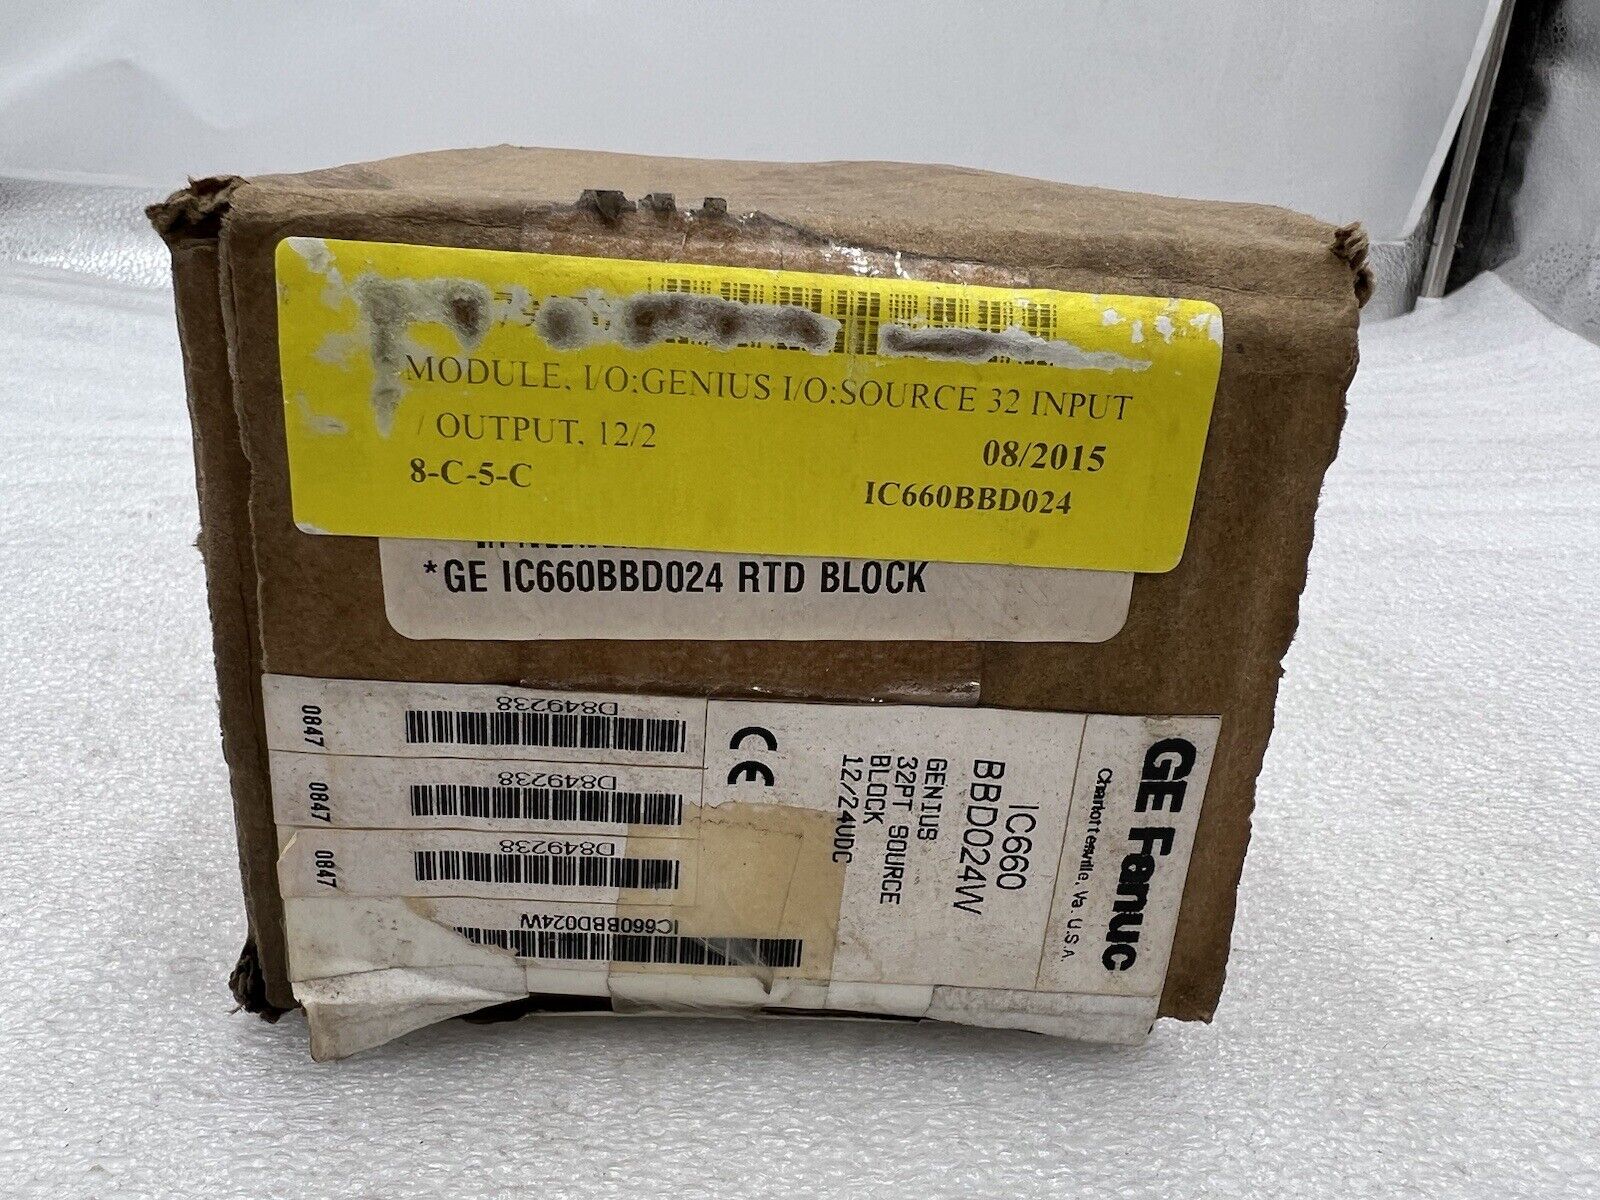 MODULE, I/O:GENIUS I/O:SOURCE 32 INPUT
/ OUTPUT, 12/2
08/2015
8-C-5-C
IC660BBD024
*GE IC660BBD024 RTD BLOCK
0847
D849238
0847
D849238
0847
D849238
IC660BBD024W
CE
GE Fanuc
Charlottesville, Va. U.S.A.
IC660
BBD024W
GENIUS
32PT SOURCE
BLOCK
12/24VDC